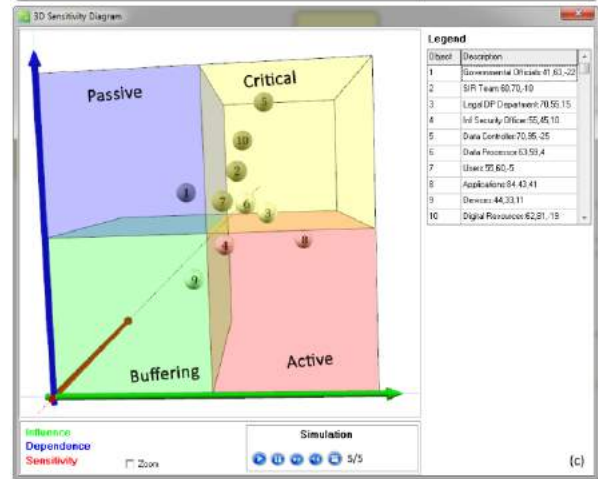 3D Sensitivity Diagram
Passive
Critical
Buffering
Active
5
10
2
1
7
6
3
4
8
9
Legend
Object Description
1 Governmental Officials:41,63,-22
2 SIR Team:60,70,-10
3 Legal DP Department:70,55,15
4 Inf Security Officer:55,45,10
5 Data Controller:70,95,-25
6 Data Processor:63,59,4
7 Users:55,60,-5
8 Applications:84,43,41
9 Devices:44,33,11
10 Digital Resources:62,81,-19
Influence
Dependence
Sensitivity
Zoom
Simulation
5/5
(c)